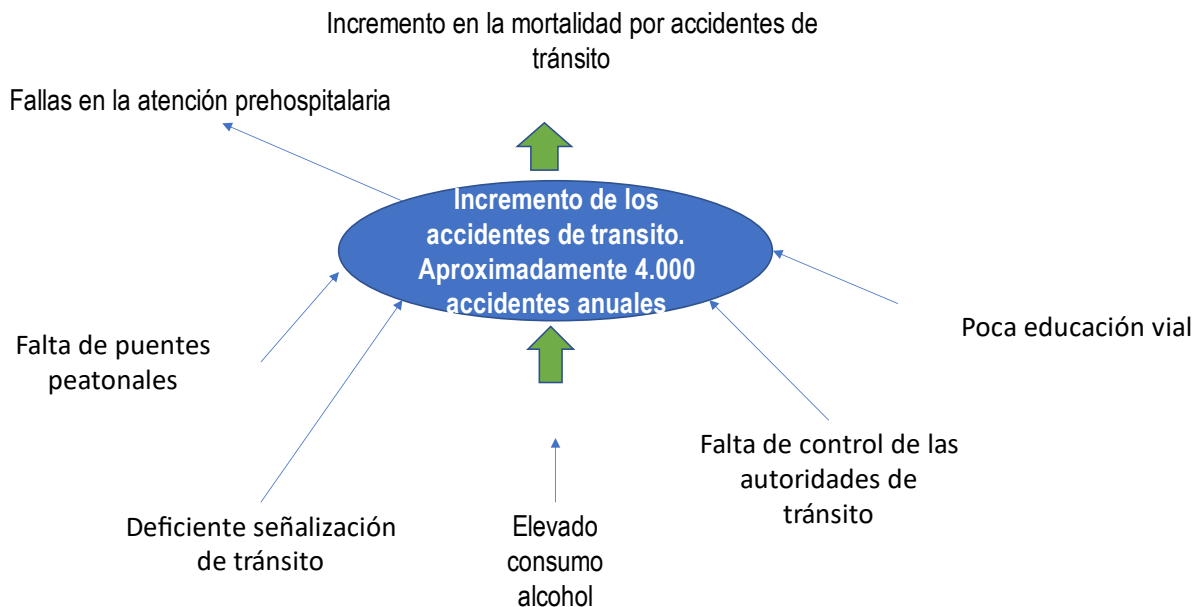 Incremento en la mortalidad por accidentes de
tránsito
Fallas en la atención prehospitalaria
Incremento de los
accidentes de transito.
Aproximadamente 4.000
accidentes anuales
Falta de puentes
peatonales
Poca educación vial
Deficiente señalización
de tránsito
Elevado
consumo
alcohol
Falta de control de las
autoridades de
tránsito